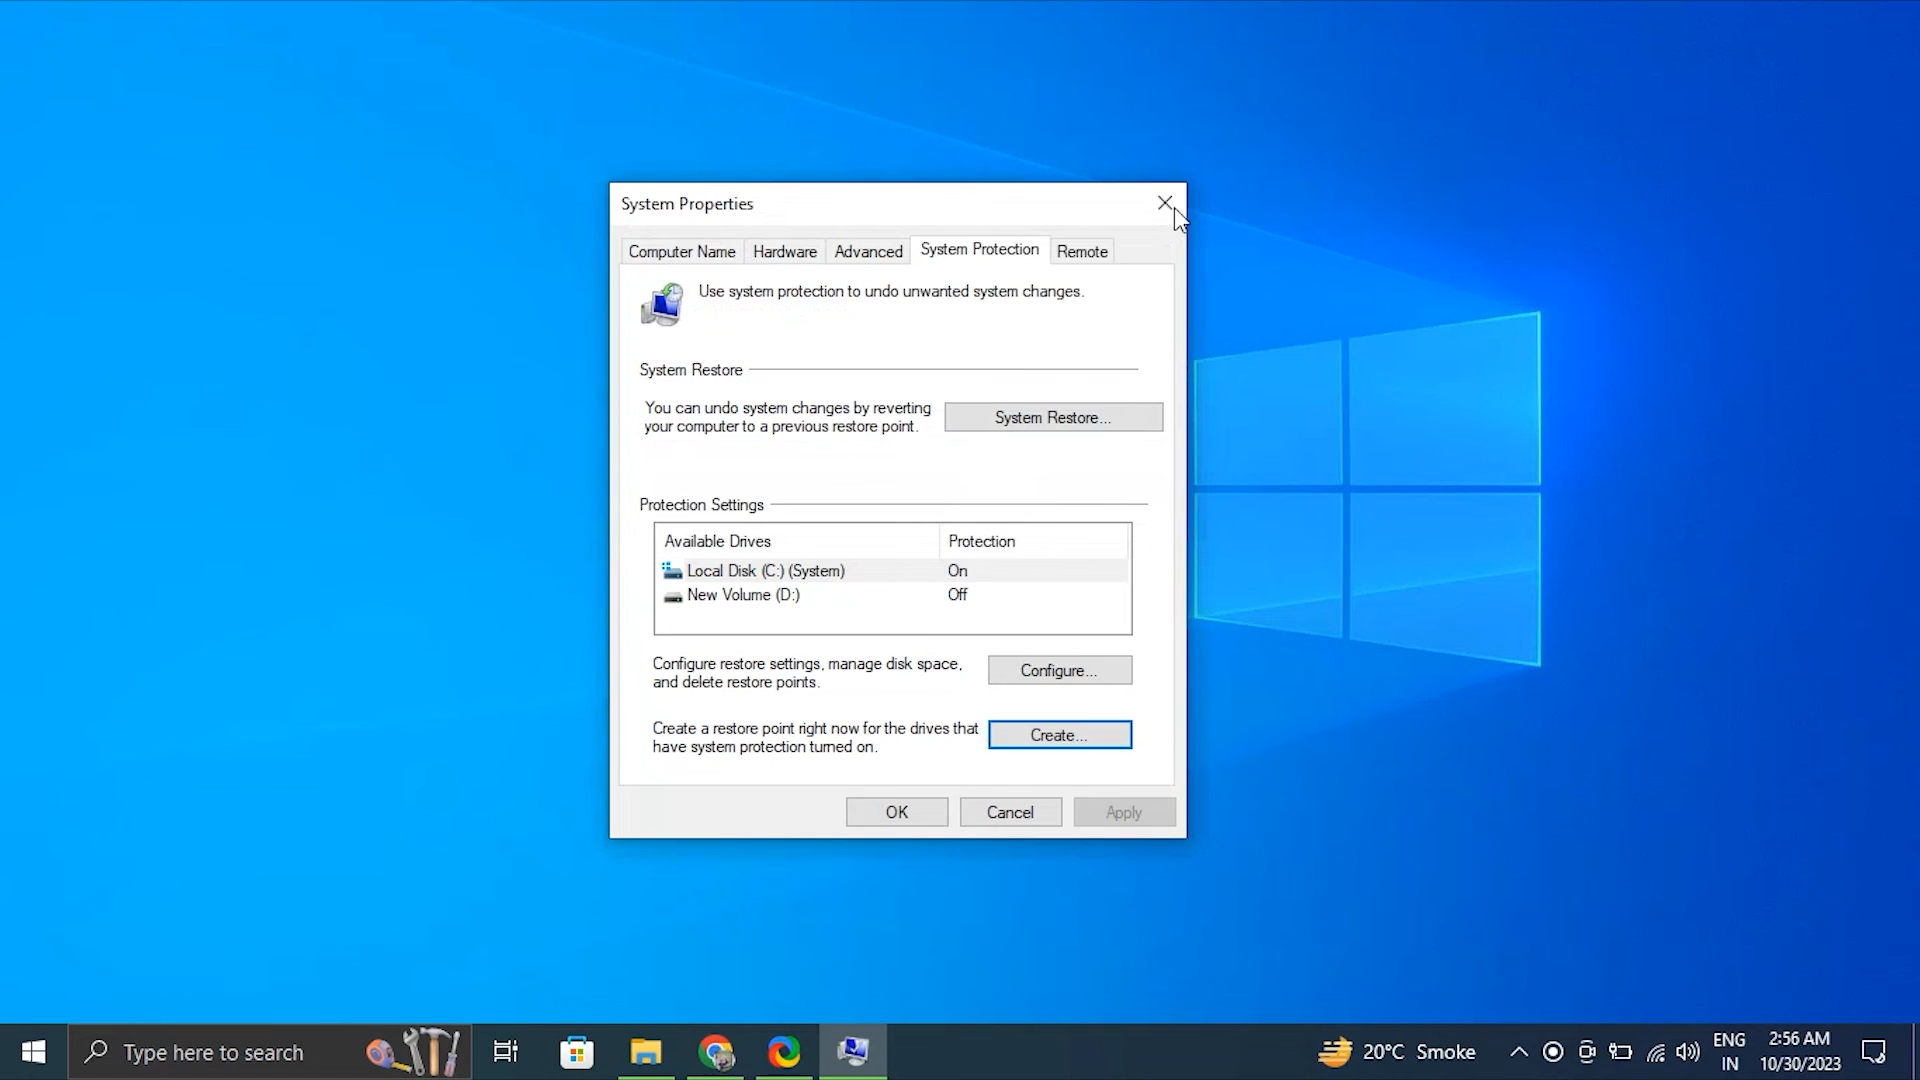 System Properties
Computer Name Hardware Advanced System Protection Remote
Use system protection to undo unwanted system changes.
System Restore
You can undo system changes by reverting
your computer to a previous restore point.
System Restore...
Protection Settings
Available Drives Protection
Local Disk (C:) (System) On
New Volume (D:) Off
Configure restore settings, manage disk space,
and delete restore points.
Configure...
Create a restore point right now for the drives that
have system protection turned on.
Create...
OK Cancel Apply
Type here to search
20°C Smoke
ENG
IN
2:56 AM
10/30/2023